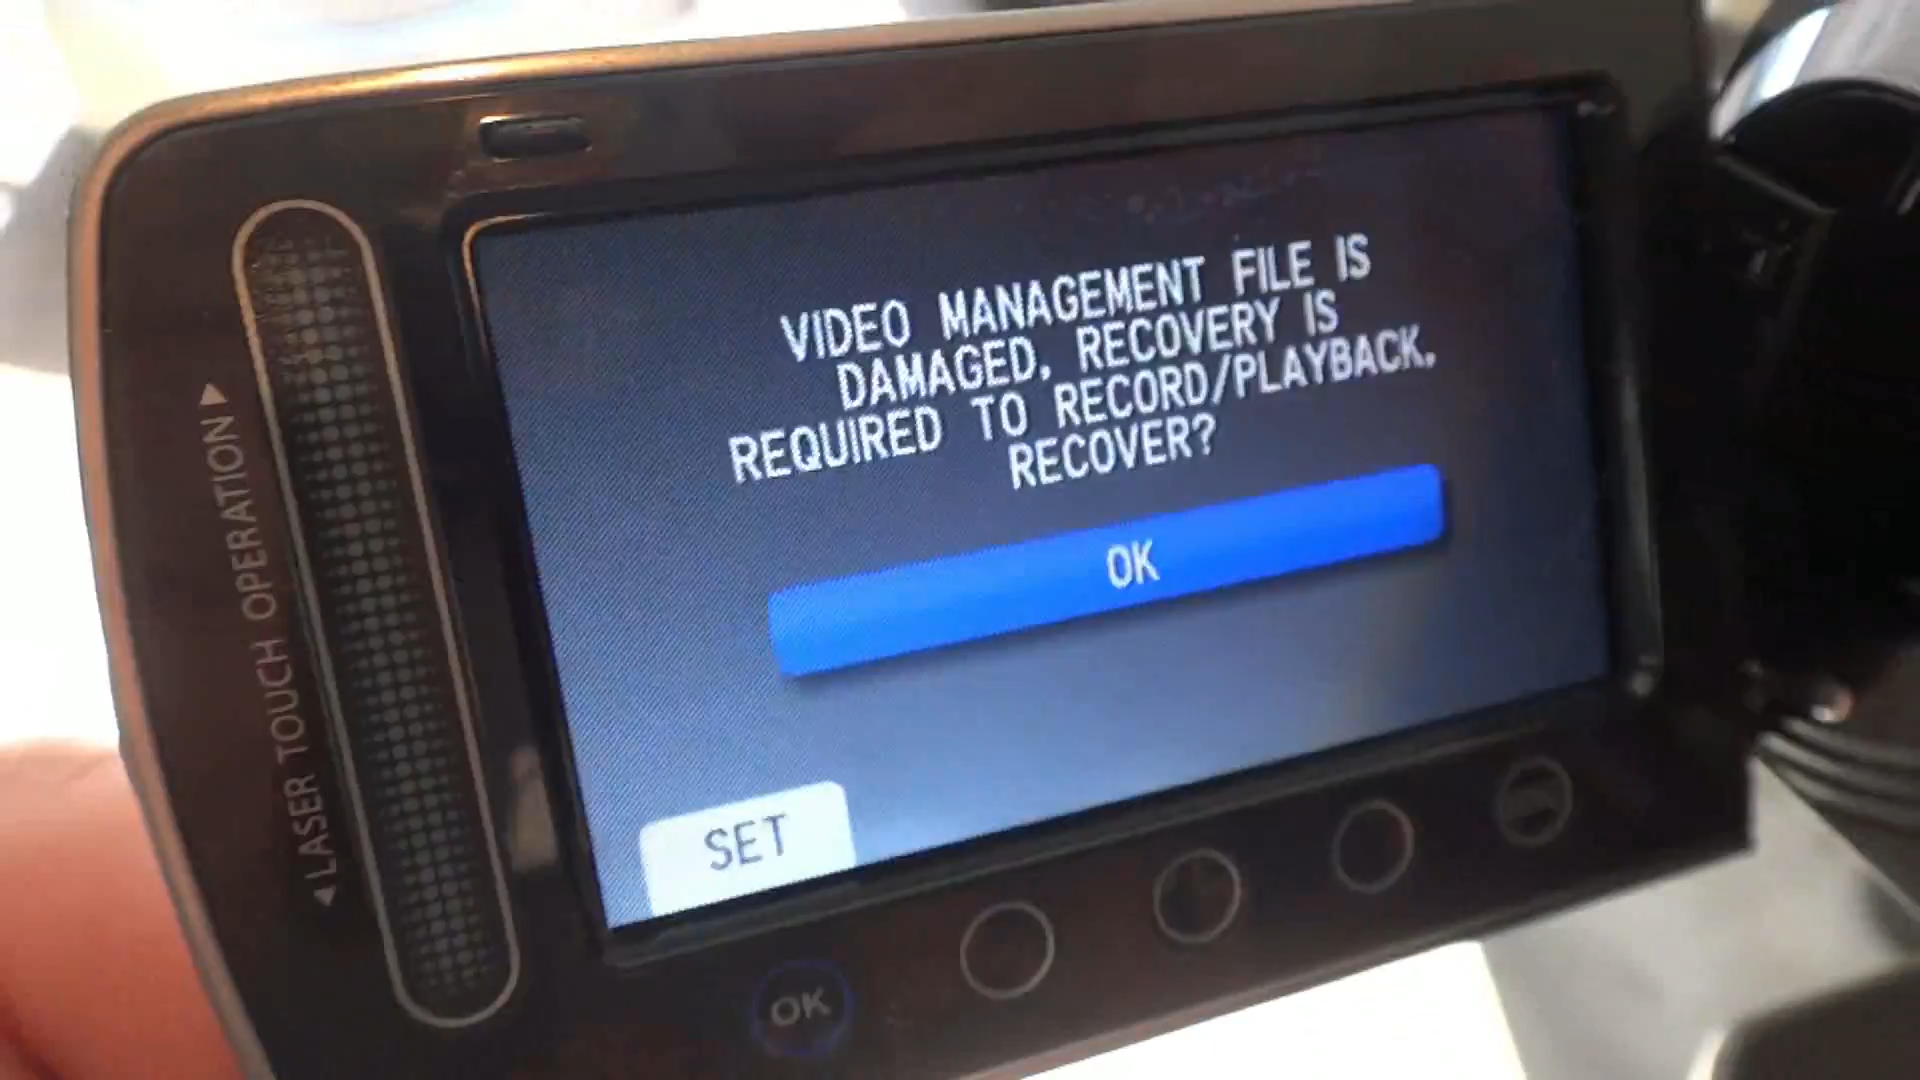 VIDEO MANAGEMENT FILE IS
DAMAGED. RECOVERY IS
REQUIRED TO RECORD/PLAYBACK.
RECOVER?
OK
SET
OK
◄LASER TOUCH OPERATION►